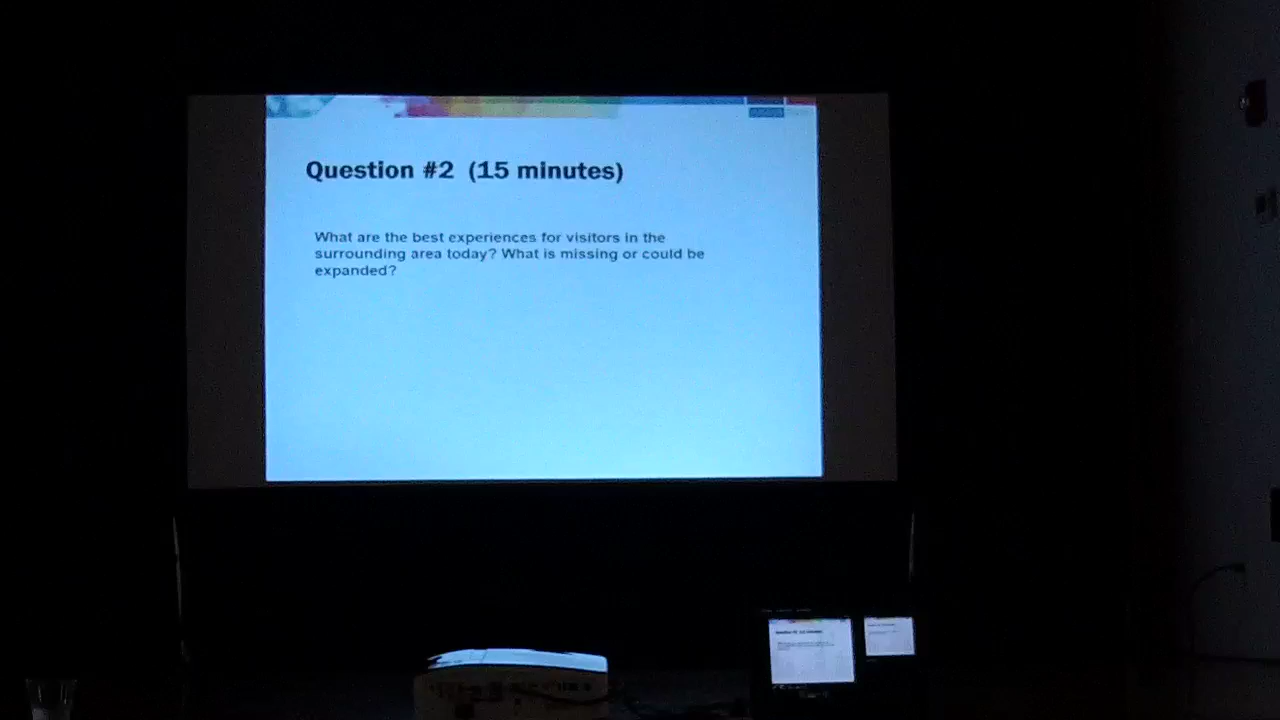 Question #2 (15 minutes)
What are the best experiences for visitors in the
surrounding area today? What is missing or could be
expanded?